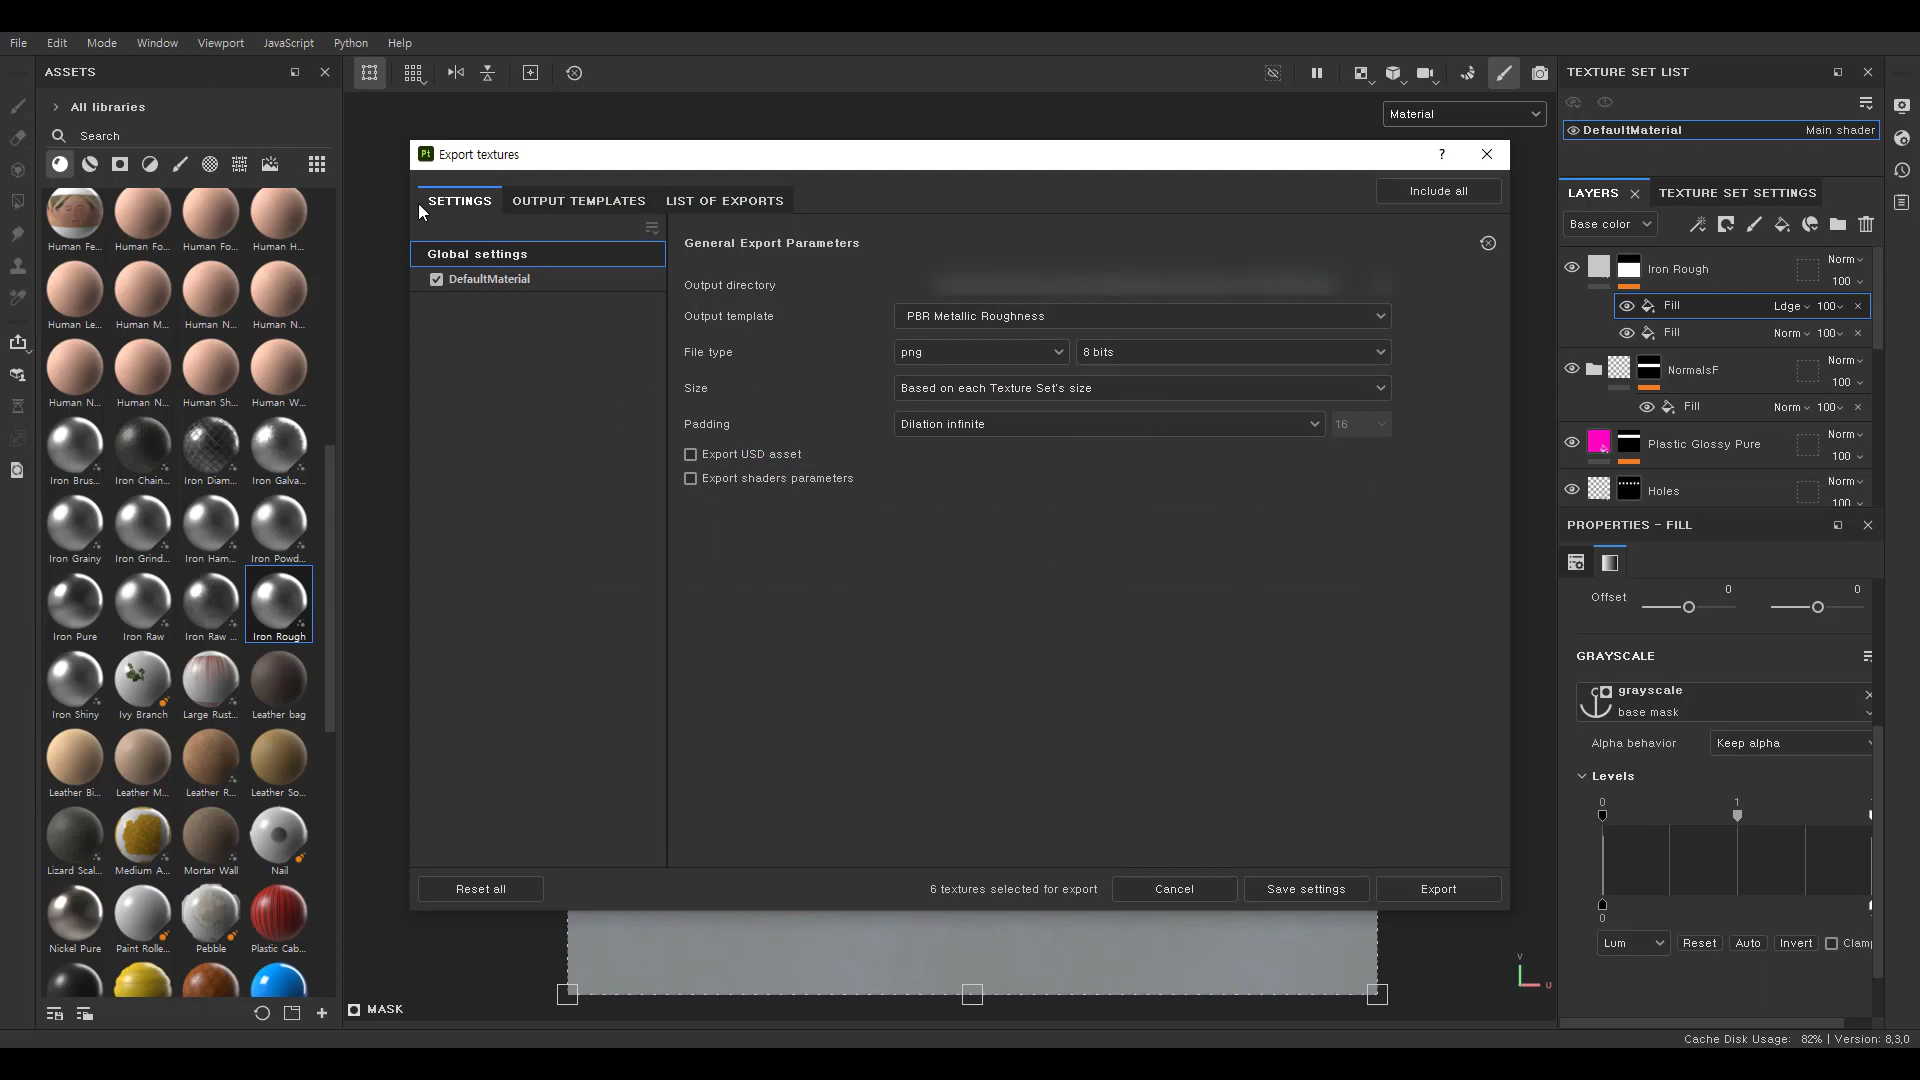 File Edit Mode Window Viewport JavaScript Python Help
ASSETS
All libraries
Search
Human Fe... Human Fo... Human Fo... Human H...
Human Le... Human M... Human N... Human N...
Human N... Human N... Human Sh... Human W...
Iron Brus... Iron Chain... Iron Diam... Iron Galva...
Iron Grainy Iron Grind... Iron Ham... Iron Powd...
Iron Pure Iron Raw Iron Raw ... Iron Rough
Iron Shiny Ivy Branch Large Rust... Leather bag
Leather Bi... Leather M... Leather R... Leather So...
Lizard Scal... Medium A... Mortar Wall Nail
Nickel Pure Paint Rolle... Pebble Plastic Cab...
Material
Pt Export textures ?
SETTINGS OUTPUT TEMPLATES LIST OF EXPORTS Include all
Global settings
DefaultMaterial
General Export Parameters
Output directory
Output template PBR Metallic Roughness
File type png 8 bits
Size Based on each Texture Set's size
Padding Dilation infinite 16
Export USD asset
Export shaders parameters
Reset all 6 textures selected for export Cancel Save settings Export
MASK
V
U
TEXTURE SET LIST
DefaultMaterial Main shader
LAYERS TEXTURE SET SETTINGS
Base color
Iron Rough Norm
100
Fill Ldge 100
Fill Norm 100
NormalsF Norm
100
Fill Norm 100
Plastic Glossy Pure Norm
100
Holes Norm
100
PROPERTIES - FILL
Offset 0 0
GRAYSCALE
grayscale
base mask
Alpha behavior Keep alpha
Levels
0 1
0
Lum Reset Auto Invert Clamp
Cache Disk Usage: 82% | Version: 8.3.0